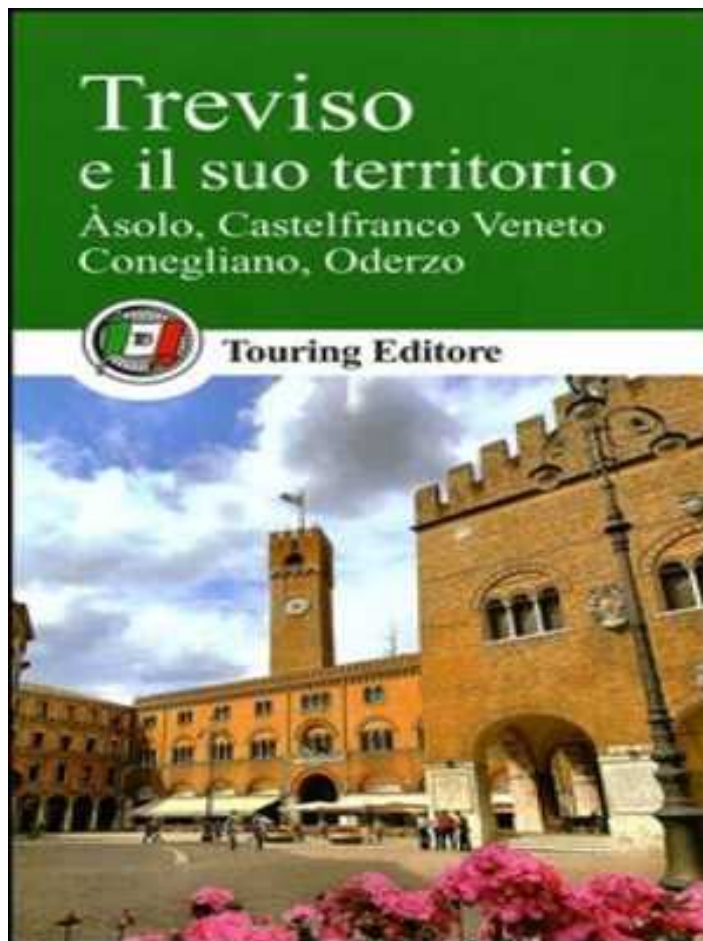 Treviso
e il suo territorio
Àsolo, Castelfranco Veneto
Conegliano, Oderzo
Touring Editore